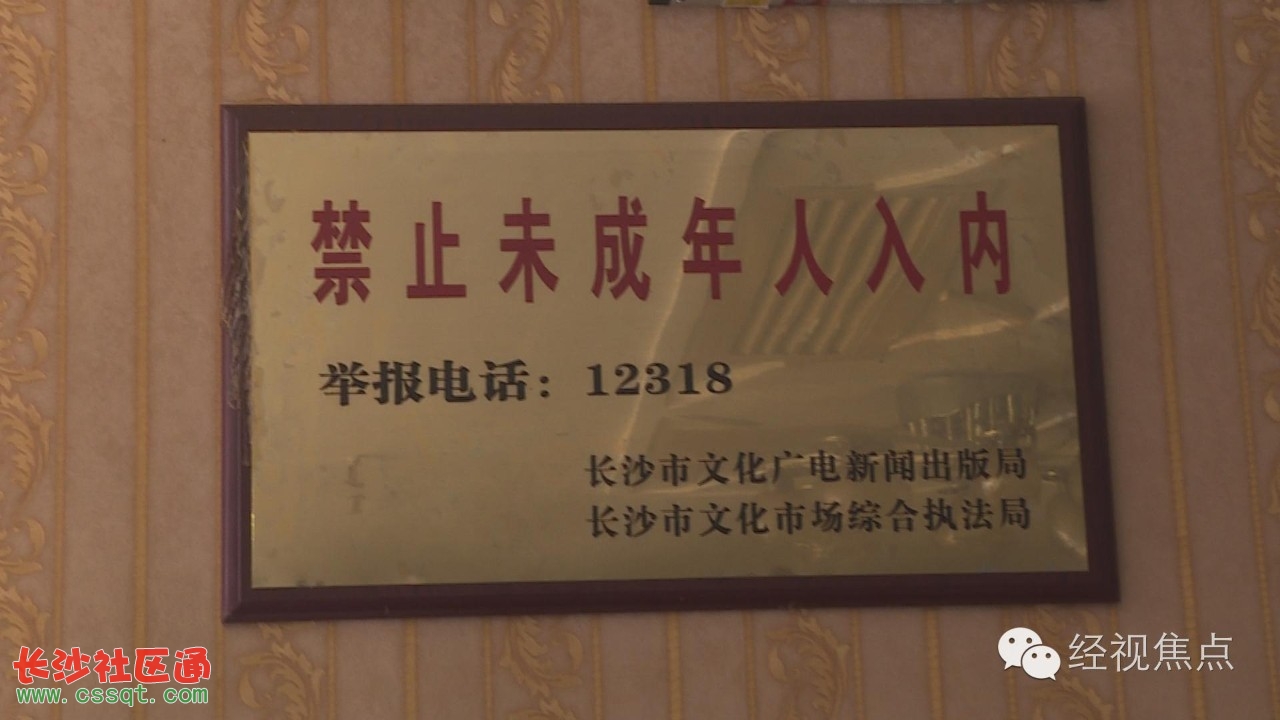 禁止未成年人入内
举报电话：12318
长沙市文化广电新闻出版局
长沙市文化市场综合执法局
长沙社区通
www.cssqt.com
经视焦点